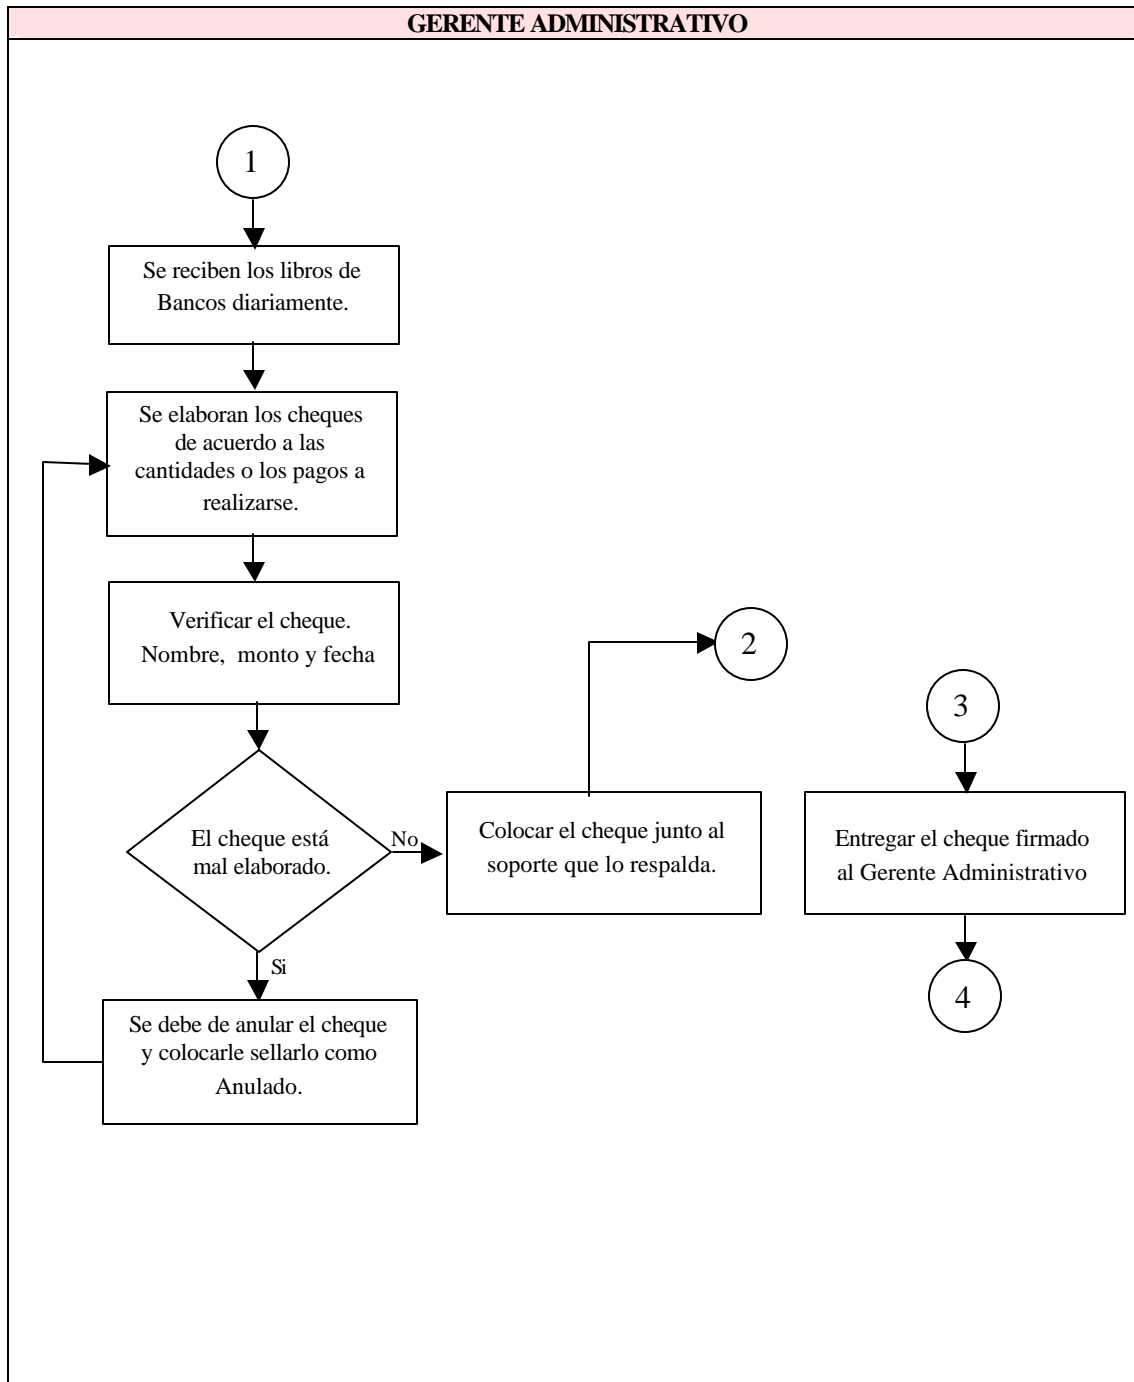 GERENTE ADMINISTRATIVO
1
Se reciben los libros de
Bancos diariamente.
Se elaboran los cheques
de acuerdo a las
cantidades o los pagos a
realizarse.
Verificar el cheque.
Nombre,  monto y fecha
El cheque está
mal elaborado.
No
Si
Se debe de anular el cheque
y colocarle sellarlo como
Anulado.
Colocar el cheque junto al
soporte que lo respalda.
2
3
Entregar el cheque firmado
al Gerente Administrativo
4